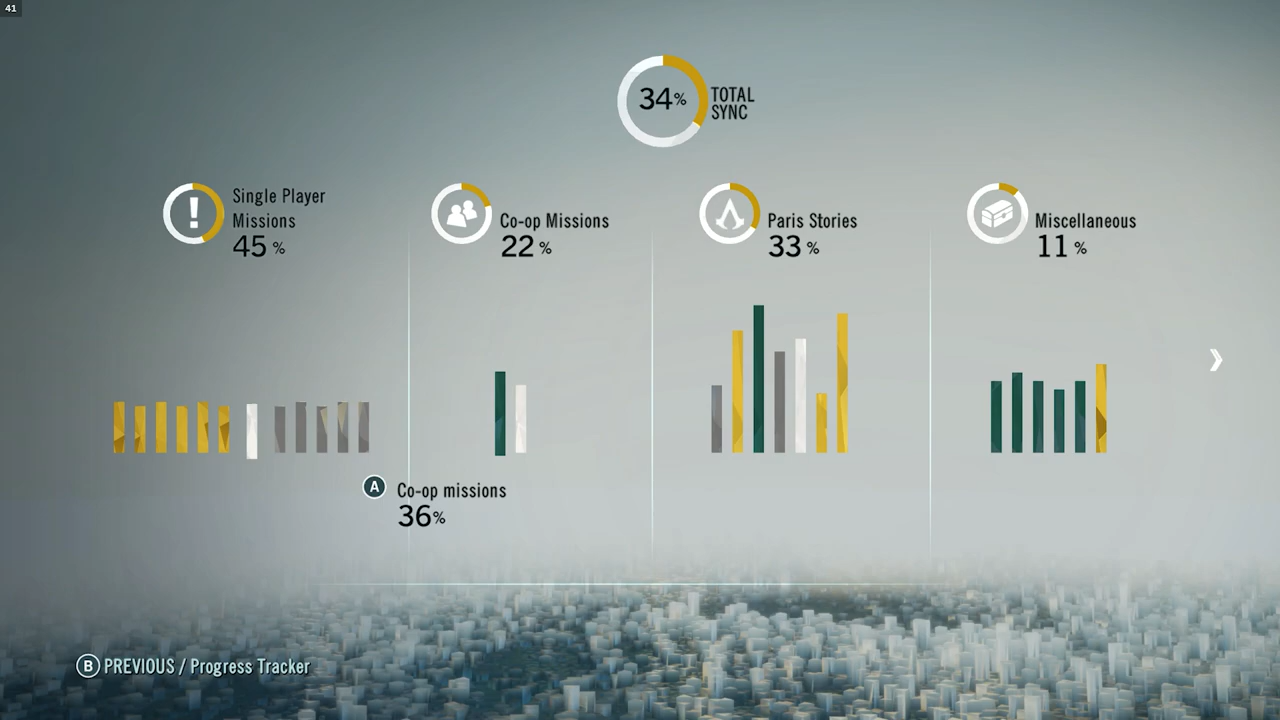 41
34%
TOTAL
SYNC
Single Player
Missions
45 %
Co-op Missions
22 %
Paris Stories
33 %
Miscellaneous
11 %
A Co-op missions
36%
B PREVIOUS / Progress Tracker